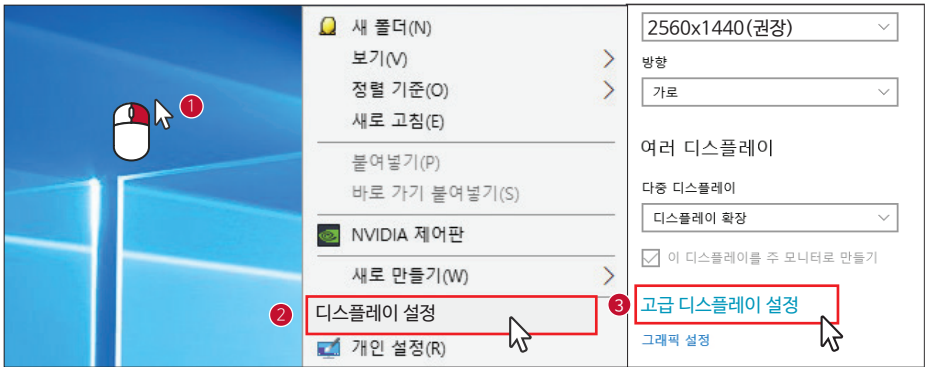 1
새 폴더(N)
보기(V)
정렬 기준(O)
새로 고침(E)
붙여넣기(P)
바로 가기 붙여넣기(S)
NVIDIA 제어판
새로 만들기(W)
2
디스플레이 설정
개인 설정(R)
2560x1440(권장)
방향
가로
여러 디스플레이
다중 디스플레이
디스플레이 확장
이 디스플레이를 주 모니터로 만들기
3
고급 디스플레이 설정
그래픽 설정